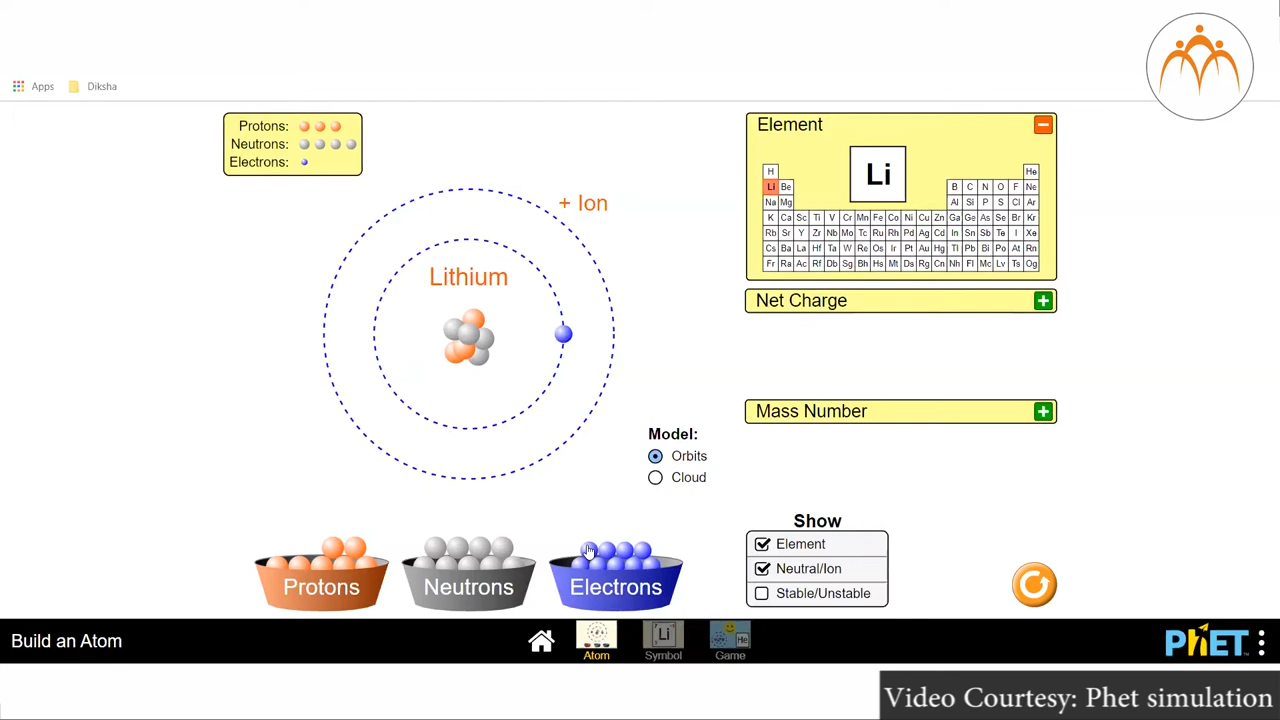 Apps Diksha
Protons:
Neutrons:
Electrons:
+ Ion
Lithium
Element
Li
H He
Li Be B C N O F Ne
Na Mg Al Si P S Cl Ar
K Ca Sc Ti V Cr Mn Fe Co Ni Cu Zn Ga Ge As Se Br Kr
Rb Sr Y Zr Nb Mo Tc Ru Rh Pd Ag Cd In Sn Sb Te I Xe
Cs Ba La Hf Ta W Re Os Ir Pt Au Hg Tl Pb Bi Po At Rn
Fr Ra Ac Rf Db Sg Bh Hs Mt Ds Rg Cn Nh Fl Mc Lv Ts Og
Net Charge
Mass Number
Model:
Orbits
Cloud
Show
Element
Neutral/Ion
Stable/Unstable
Protons
Neutrons
Electrons
Build an Atom
Atom
Li
Symbol
He
Game
PhET
Video Courtesy: Phet simulation